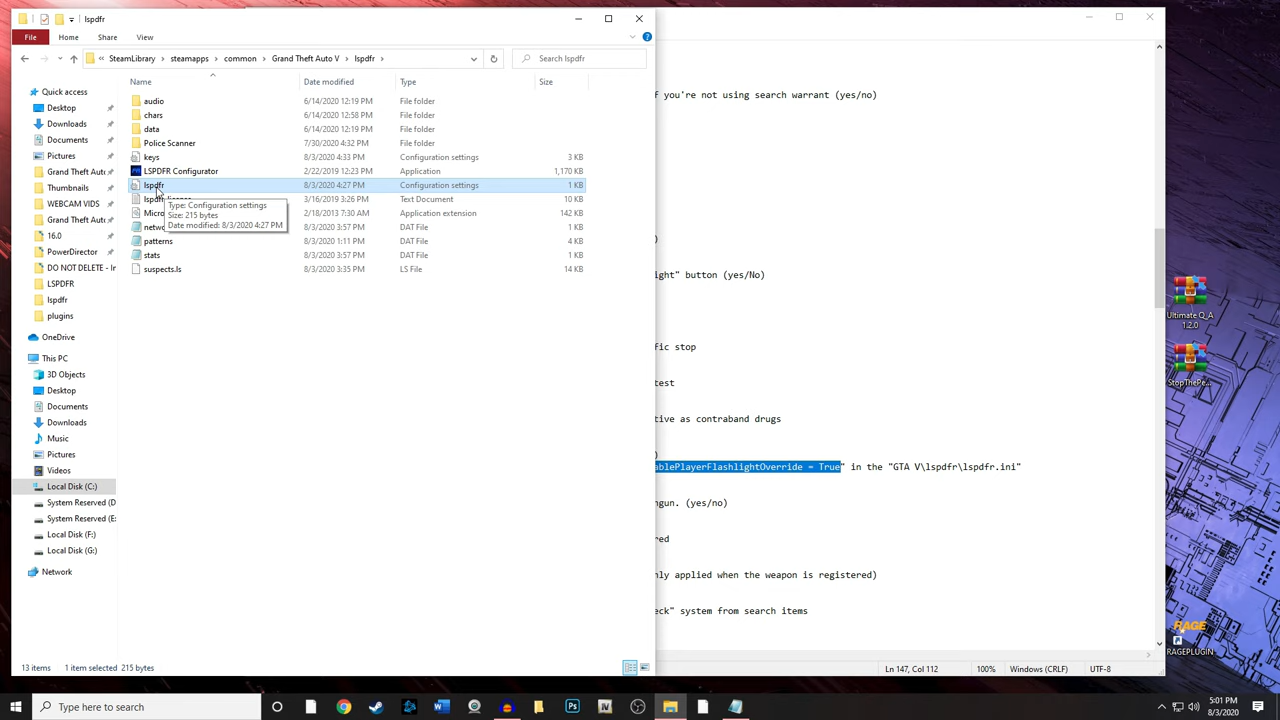 lspdfr
File Home Share View
« SteamLibrary › steamapps › common › Grand Theft Auto V › lspdfr ›
Search lspdfr
Name Date modified Type Size
Quick access
Desktop
Downloads
Documents
Pictures
Grand Theft Auto
Thumbnails
WEBCAM VIDS
Grand Theft Auto
16.0
PowerDirector
DO NOT DELETE - Ir
LSPDFR
lspdfr
plugins
OneDrive
This PC
3D Objects
Desktop
Documents
Downloads
Music
Pictures
Videos
Local Disk (C:)
System Reserved (D
System Reserved (E:
Local Disk (F:)
Local Disk (G:)
Network
audio 6/14/2020 12:19 PM File folder
chars 6/14/2020 12:58 PM File folder
data 6/14/2020 12:19 PM File folder
Police Scanner 7/30/2020 4:32 PM File folder
keys 8/3/2020 4:33 PM Configuration settings 3 KB
LSPDFR Configurator 2/22/2019 12:23 PM Application 1,170 KB
lspdfr 8/3/2020 4:27 PM Configuration settings 1 KB
3/16/2019 3:26 PM Text Document 10 KB
Micro 2/18/2013 7:30 AM Application extension 142 KB
netwo 8/3/2020 3:57 PM DAT File 1 KB
patterns 8/3/2020 1:11 PM DAT File 4 KB
stats 8/3/2020 3:57 PM DAT File 1 KB
suspects.ls 8/3/2020 3:35 PM LS File 14 KB
Type: Configuration settings
Size: 215 bytes
Date modified: 8/3/2020 4:27 PM
13 items 1 item selected 215 bytes
f you're not using search warrant (yes/no)
)
ight" button (yes/No)
fic stop
test
tive as contraband drugs
)
ablePlayerFlashlightOverride = True" in the "GTA V\lspdfr\lspdfr.ini"
ngun. (yes/no)
red
nly applied when the weapon is registered)
eck" system from search items
Ln 147, Col 112 100% Windows (CRLF) UTF-8
Ultimate Q_A
1.2.0
StopThePe...
RAGE
RAGEPLUGIN
Type here to search
5:01 PM
8/3/2020